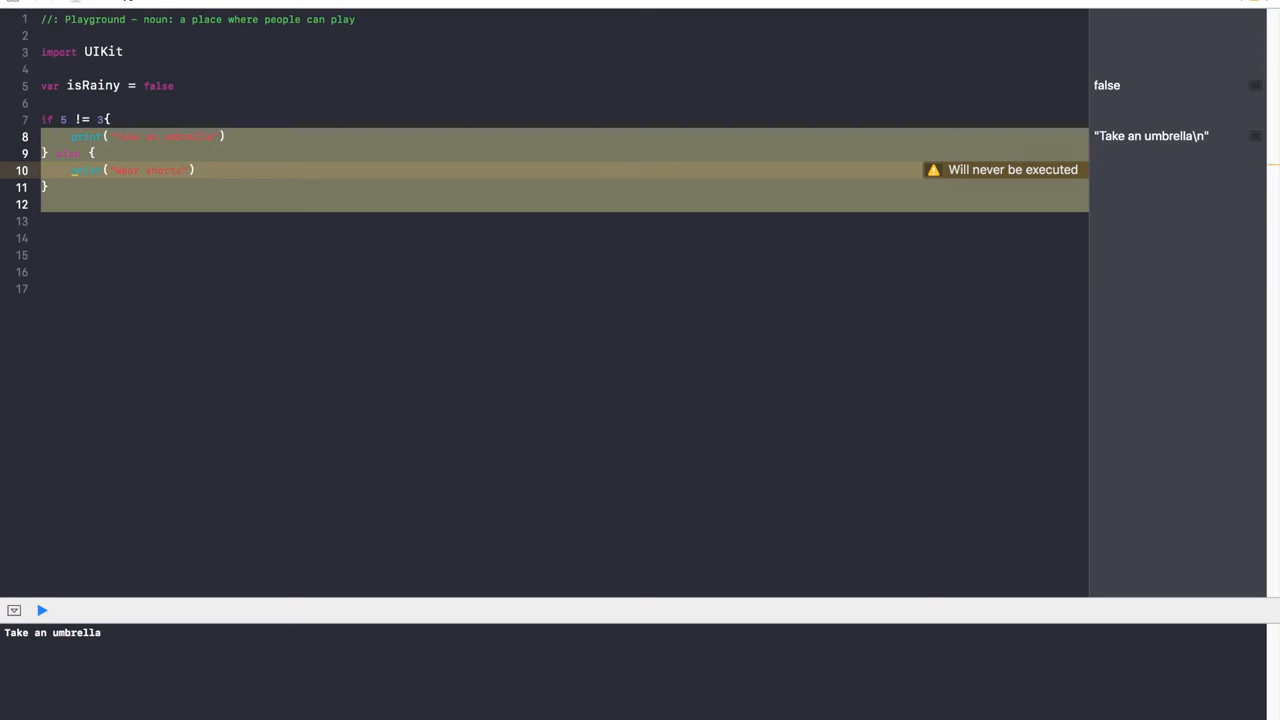 1 //: Playground – noun: a place where people can play
2
3 import UIKit
4
5 var isRainy = false
false
6
7 if 5 != 3{
8 print("Take an umbrella")
"Take an umbrella\n"
9 } else {
10 print("Wear shorts")
Will never be executed
11 }
12
13
14
15
16
17
Take an umbrella